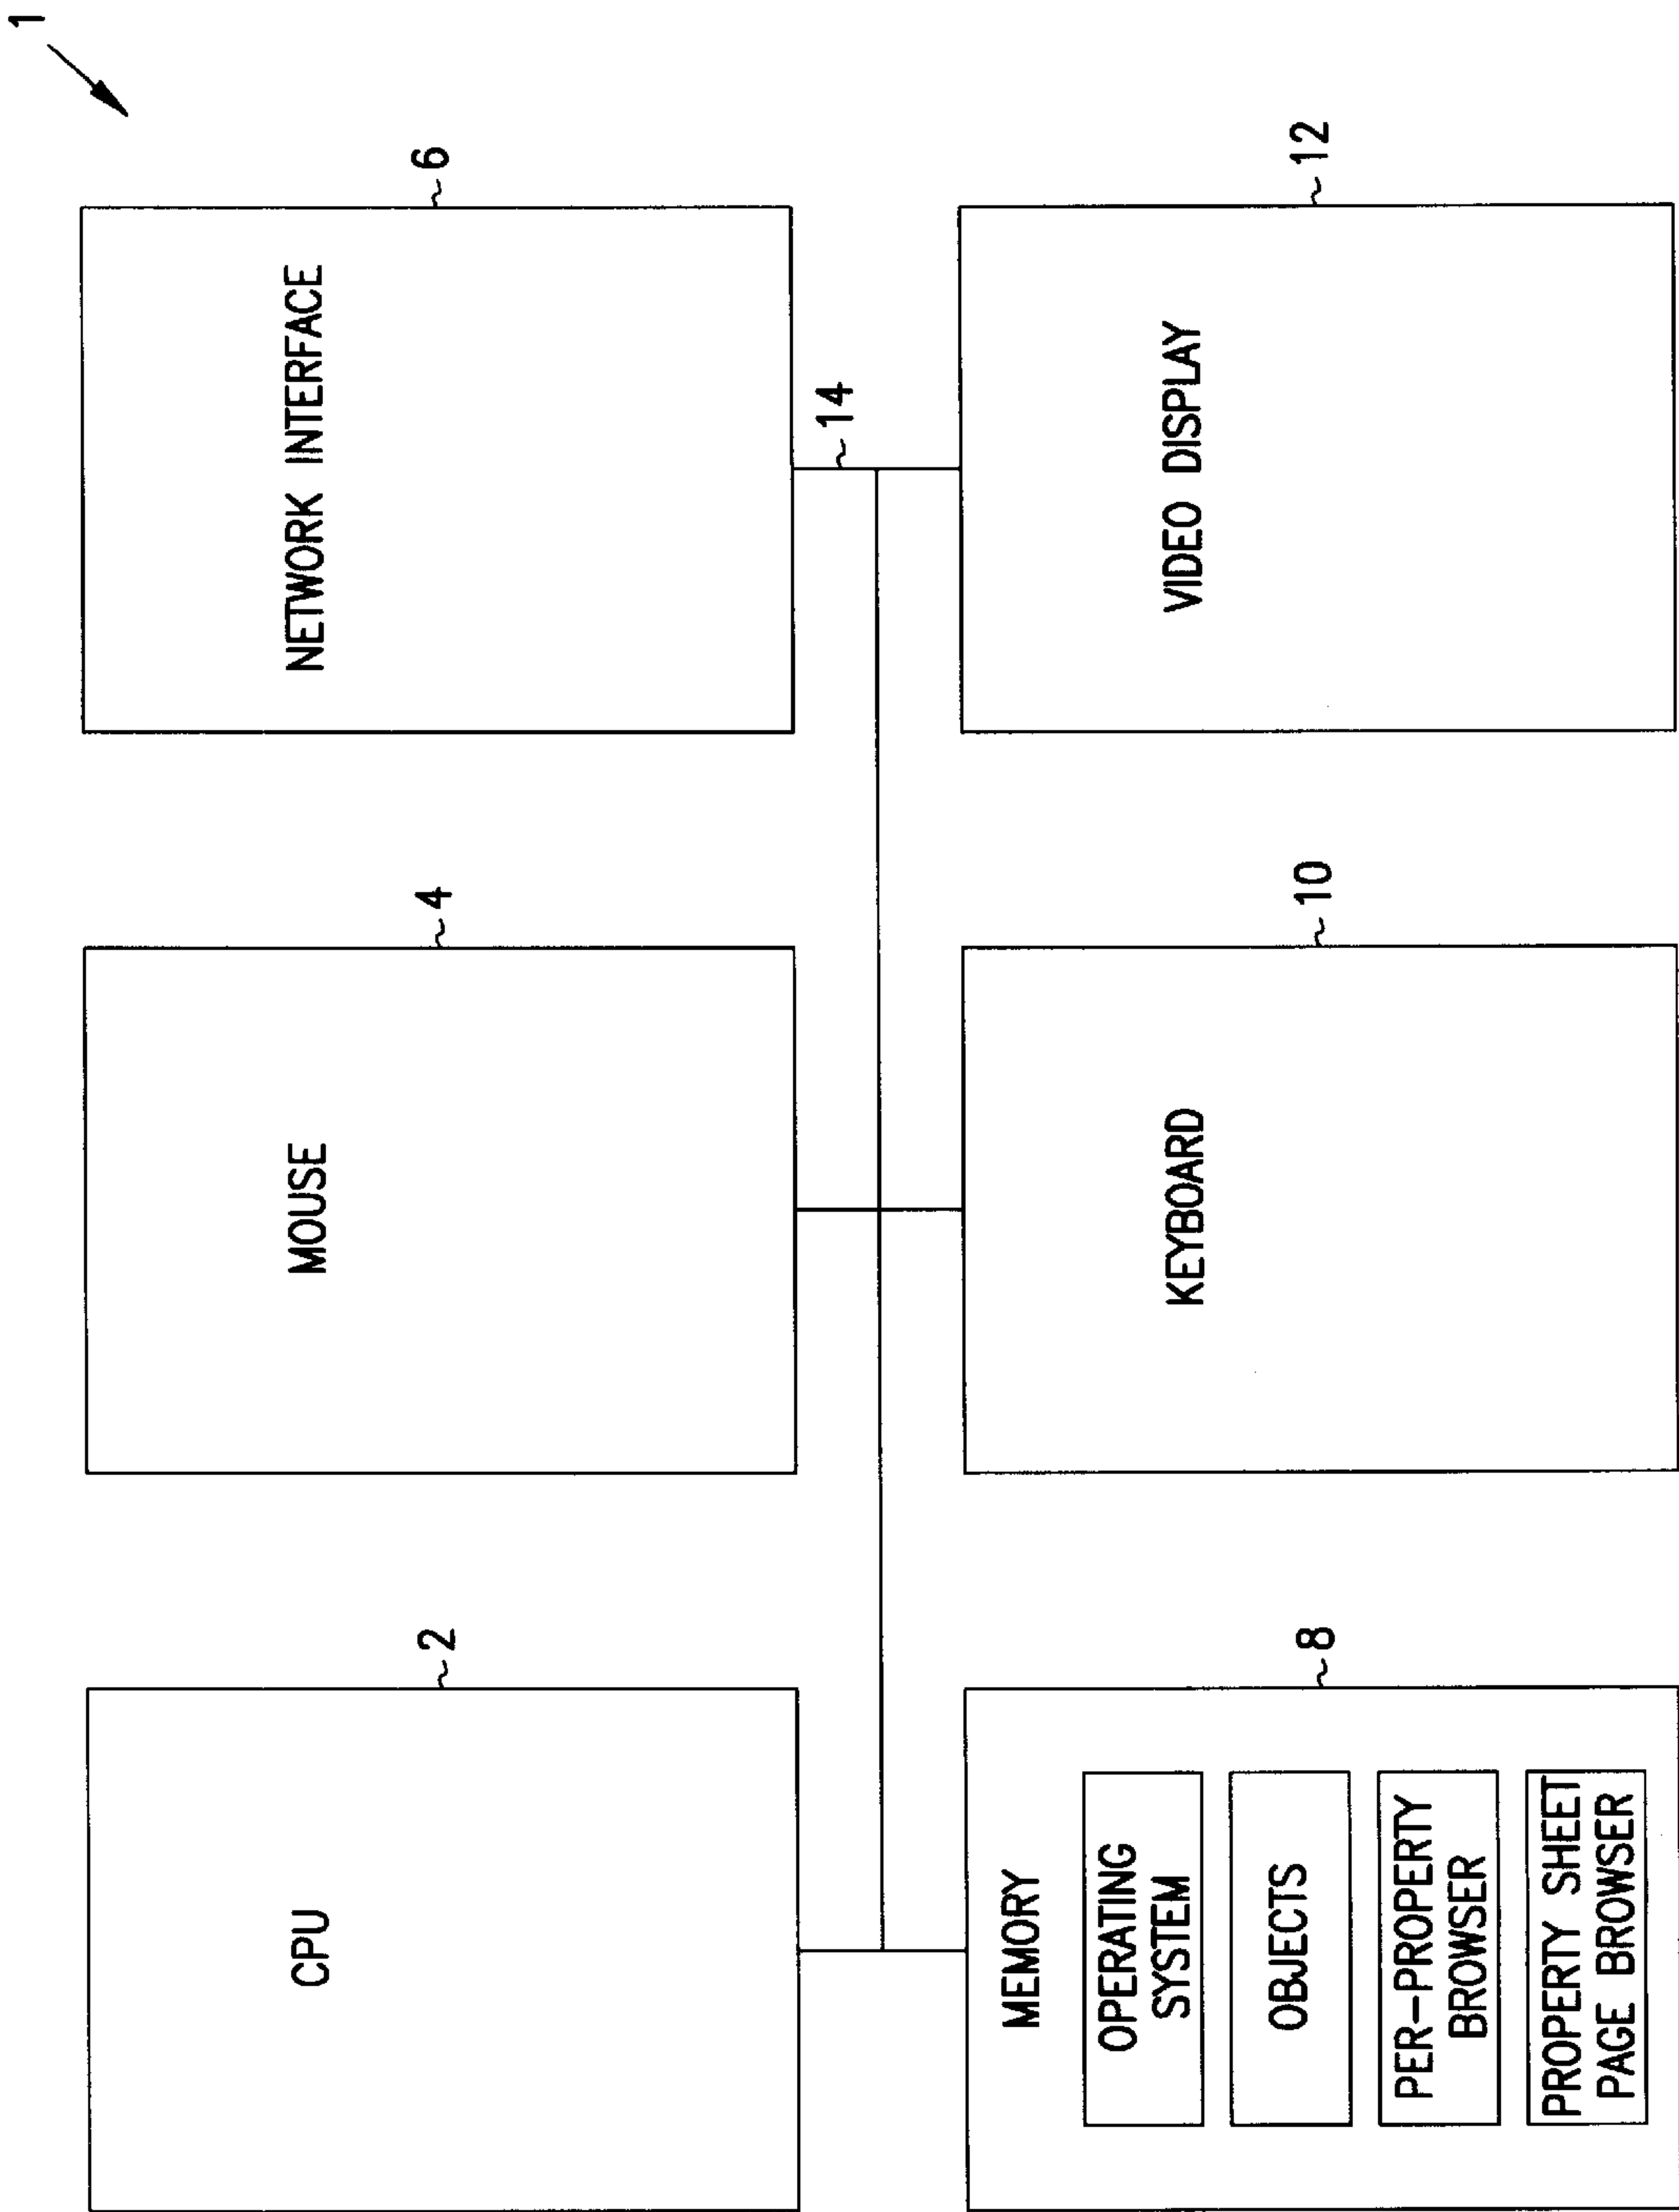 1
CPU
2
MOUSE
4
NETWORK INTERFACE
6
14
MEMORY
OPERATING
SYSTEM
OBJECTS
PER-PROPERTY
BROWSER
PROPERTY SHEET
PAGE BROWSER
8
KEYBOARD
10
VIDEO DISPLAY
12